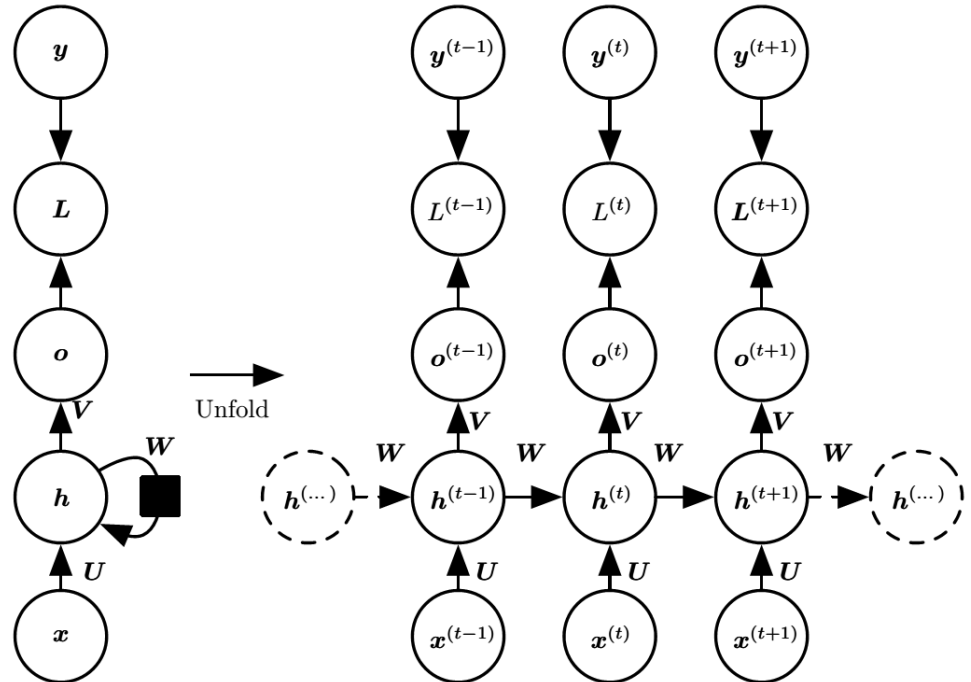 y y^(t−1) y^(t) y^(t+1)
L L^(t−1) L^(t) L^(t+1)
o o^(t−1) o^(t) o^(t+1)
Unfold
V V V V
W W W W W
h h^(...) h^(t−1) h^(t) h^(t+1) h^(...)
U U U U
x x^(t−1) x^(t) x^(t+1)